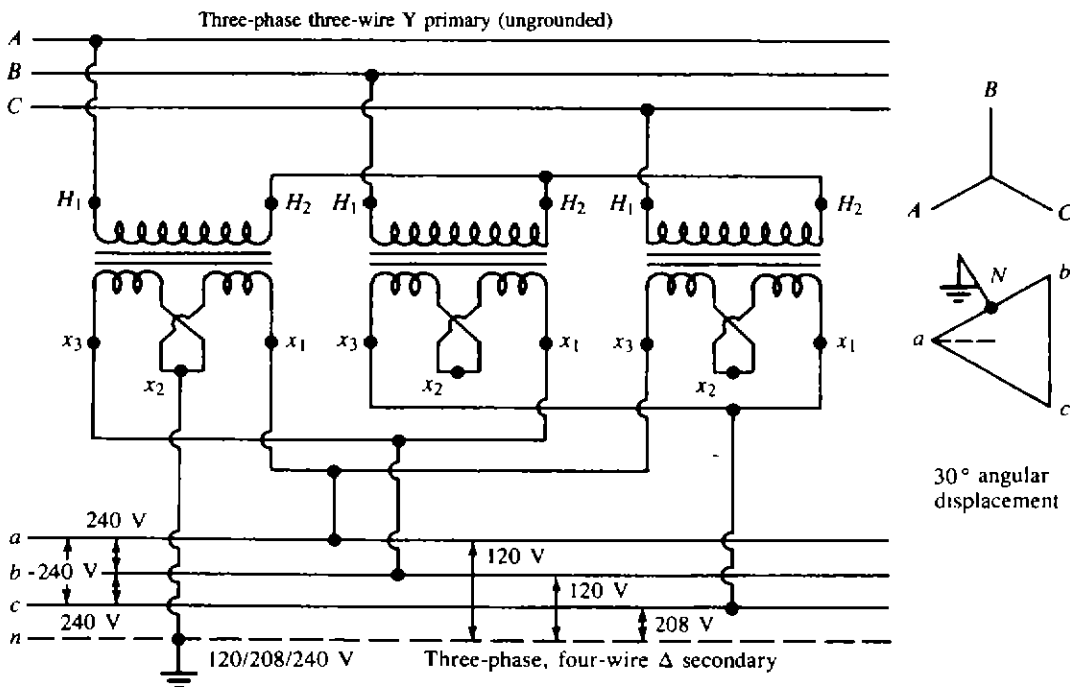 Three-phase three-wire Y primary (ungrounded)
A
B
C
B
A
C
H₁
H₂
H₁
H₂
H₁
H₂
N
b
a
c
x₃
x₁
x₃
x₁
x₃
x₁
x₂
x₂
x₂
30° angular
displacement
240 V
a
120 V
b
-240 V
120 V
c
240 V
208 V
n
120/208/240 V
Three-phase, four-wire Δ secondary